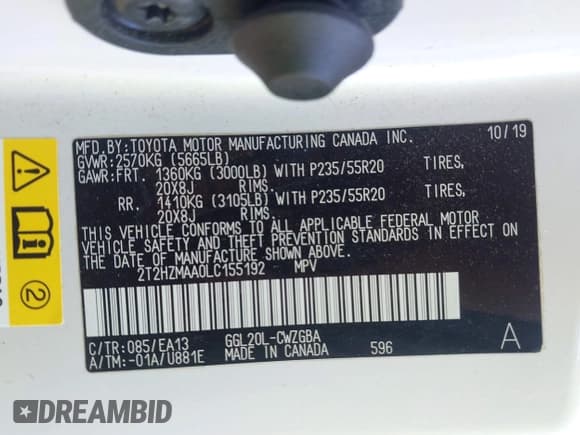 MFD.BY:TOYOTA MOTOR MANUFACTURING CANADA INC. 10/19
GVWR:2570KG (5665LB)
GAWR:FRT. 1360KG (3000LB) WITH P235/55R20 TIRES,
20X8J RIMS.
RR. 1410KG (3105LB) WITH P235/55R20 TIRES,
20X8J RIMS.
THIS VEHICLE CONFORMS TO ALL APPLICABLE FEDERAL MOTOR
VEHICLE SAFETY AND THEFT PREVENTION STANDARDS IN EFFECT ON
THE DATE OF MANUFACTURE SHOWN ABOVE.
2T2HZMAA0LC155192 MPV
C/TR:085/EA13 GGL20L-CWZGBA A
A/TM:-01A/U881E MADE IN CANADA 596
2
DREAMBID